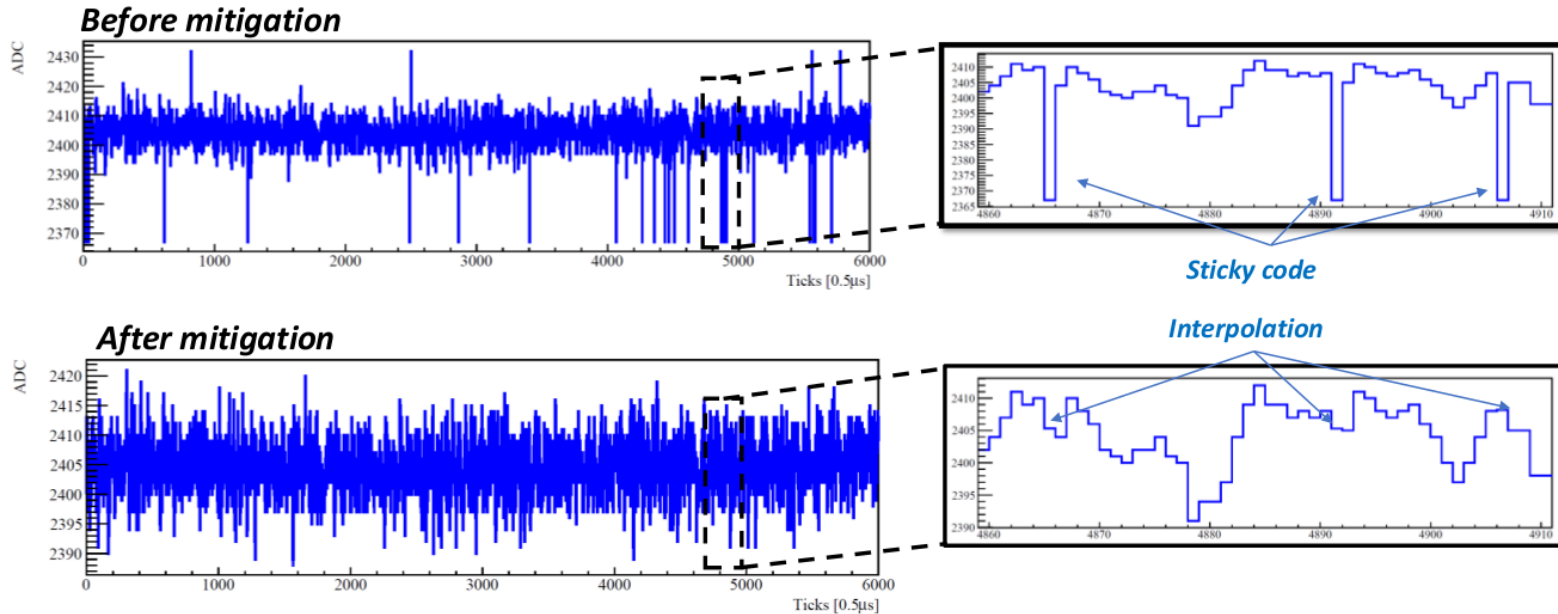 Before mitigation
ADC
2430
2420
2410
2400
2390
2380
2370
0 1000 2000 3000 4000 5000 6000
Ticks [0.5μs]
2410
2405
2400
2395
2390
2385
2380
2375
2370
2365
4860 4870 4880 4890 4900 4910
Sticky code
After mitigation
ADC
2420
2415
2410
2405
2400
2395
2390
0 1000 2000 3000 4000 5000 6000
Ticks [0.5μs]
Interpolation
2410
2405
2400
2395
2390
4860 4870 4880 4890 4900 4910